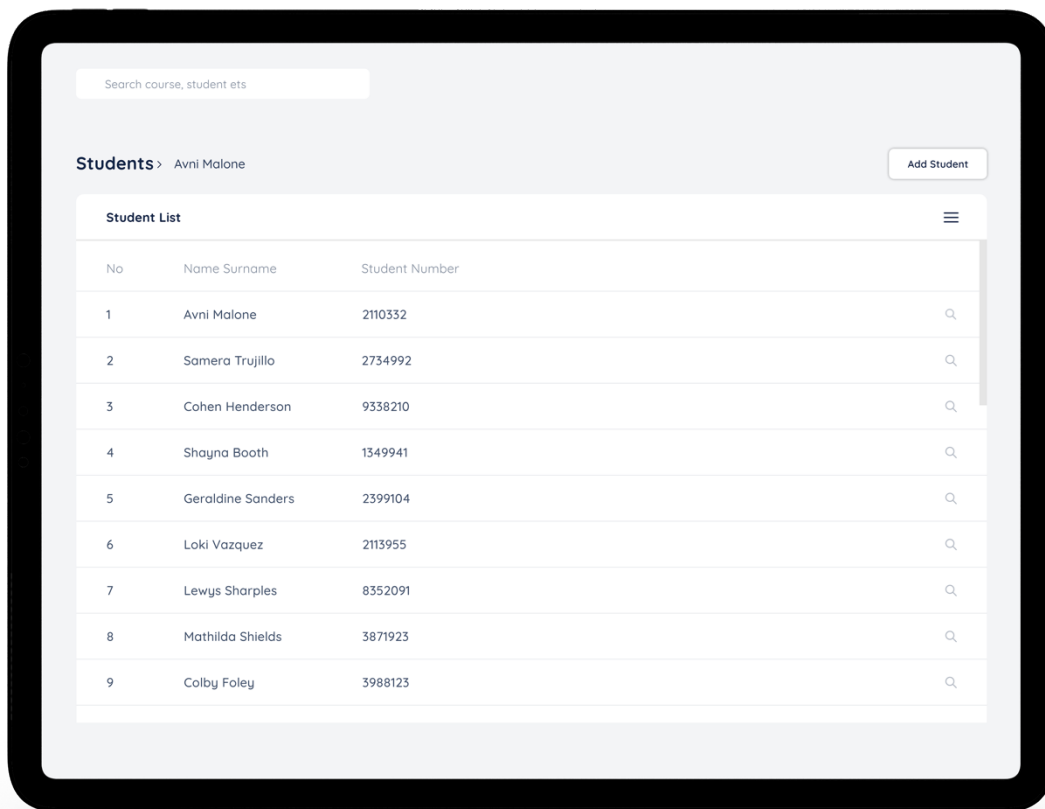 Search course, student ets
Students > Avni Malone
Add Student
Student List
No Name Surname Student Number
1 Avni Malone 2110332
2 Samera Trujillo 2734992
3 Cohen Henderson 9338210
4 Shayna Booth 1349941
5 Geraldine Sanders 2399104
6 Loki Vazquez 2113955
7 Lewys Sharples 8352091
8 Mathilda Shields 3871923
9 Colby Foley 3988123